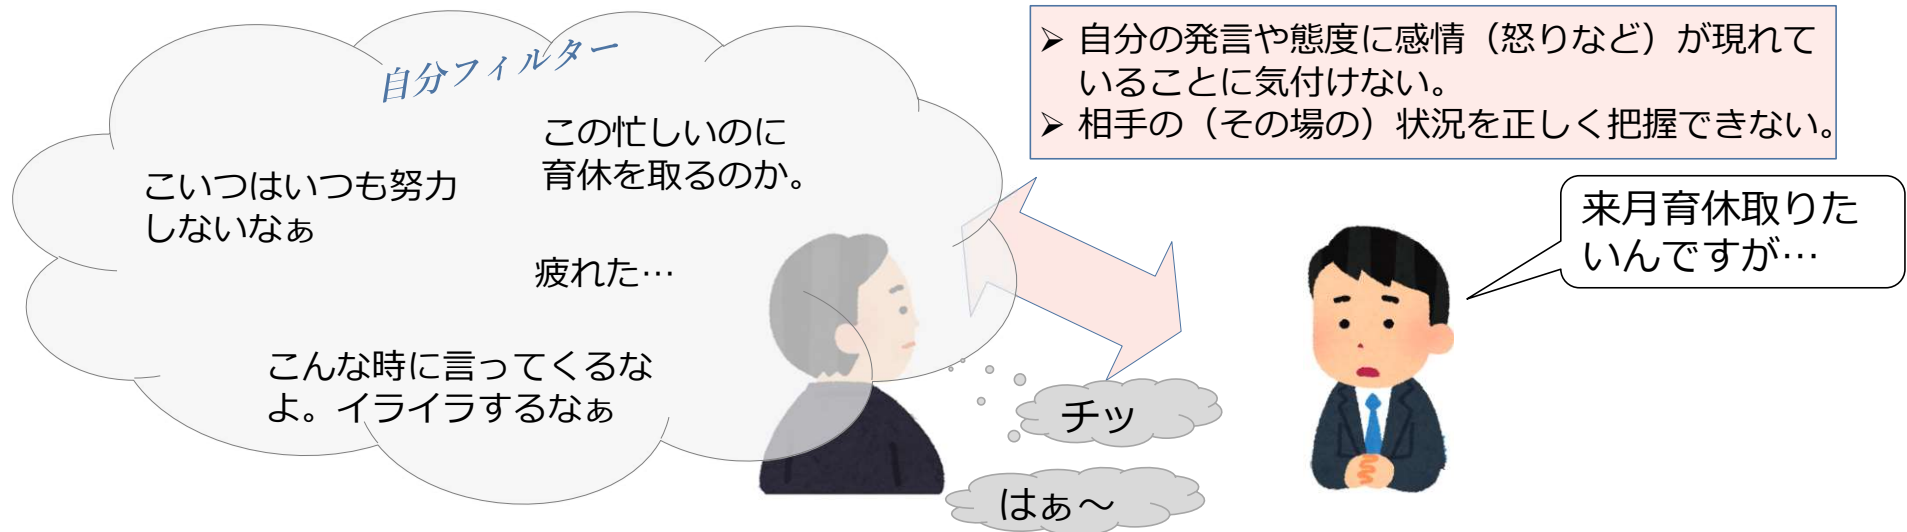 自分フィルター
この忙しいのに
育休を取るのか。
こいつはいつも努力
しないなぁ
疲れた…
こんな時に言ってくるな
よ。イライラするなぁ
➢ 自分の発言や態度に感情（怒りなど）が現れて
いることに気付けない。
➢ 相手の（その場の）状況を正しく把握できない。
来月育休取りた
いんですが…
チッ
はぁ～